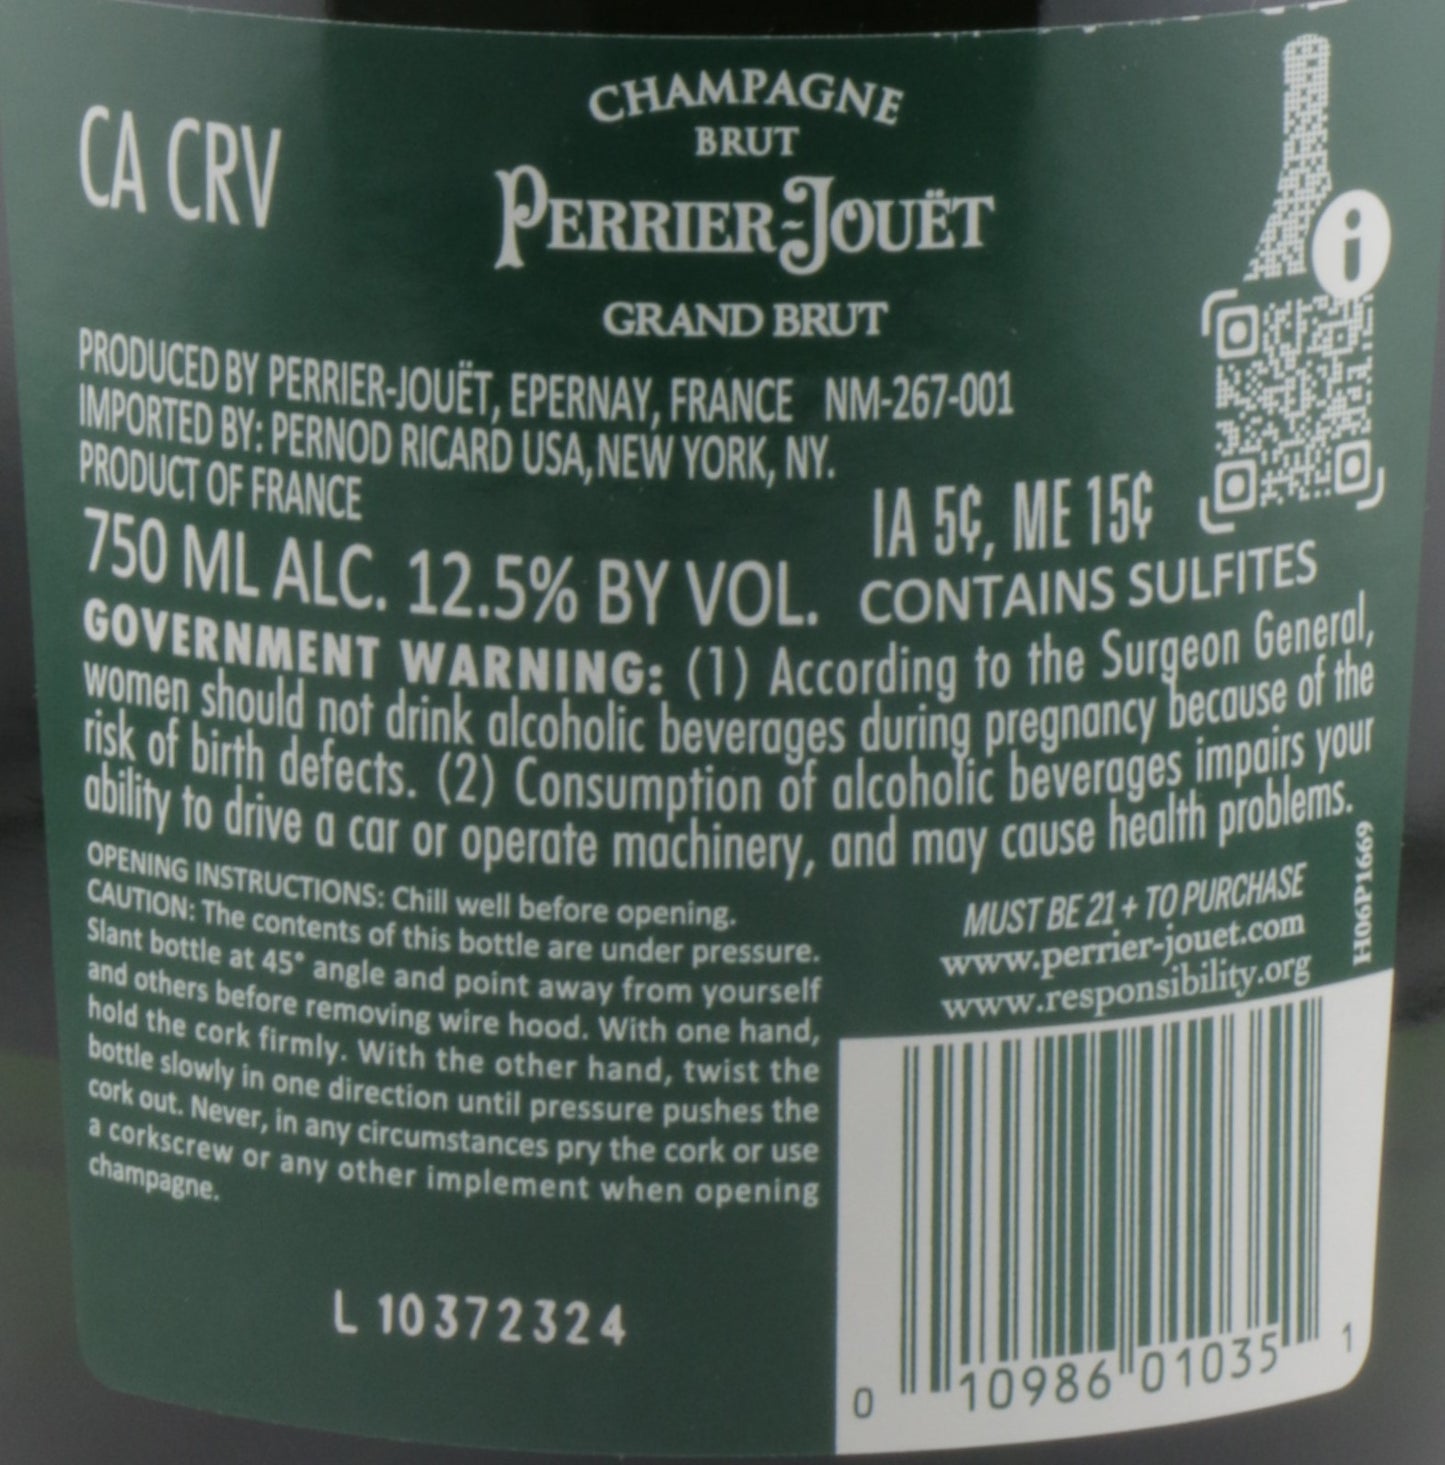 CA CRV
CHAMPAGNE
BRUT
PERRIER-JOUËT
GRAND BRUT
PRODUCED BY PERRIER-JOUËT, EPERNAY, FRANCE NM-267-001
IMPORTED BY: PERNOD RICARD USA, NEW YORK, NY.
PRODUCT OF FRANCE
IA 5¢, ME 15¢
750 ML ALC. 12.5% BY VOL.
CONTAINS SULFITES
GOVERNMENT WARNING: (1) According to the Surgeon General,
women should not drink alcoholic beverages during pregnancy because of the
risk of birth defects. (2) Consumption of alcoholic beverages impairs your
ability to drive a car or operate machinery, and may cause health problems.
OPENING INSTRUCTIONS: Chill well before opening.
CAUTION: The contents of this bottle are under pressure.
Slant bottle at 45° angle and point away from yourself
and others before removing wire hood. With one hand,
hold the cork firmly. With the other hand, twist the
bottle slowly in one direction until pressure pushes the
cork out. Never, in any circumstances pry the cork or use
a corkscrew or any other implement when opening
champagne.
MUST BE 21 + TO PURCHASE
www.perrier-jouet.com
www.responsibility.org
H06P1669
L 10372324
0 10986 01035 1